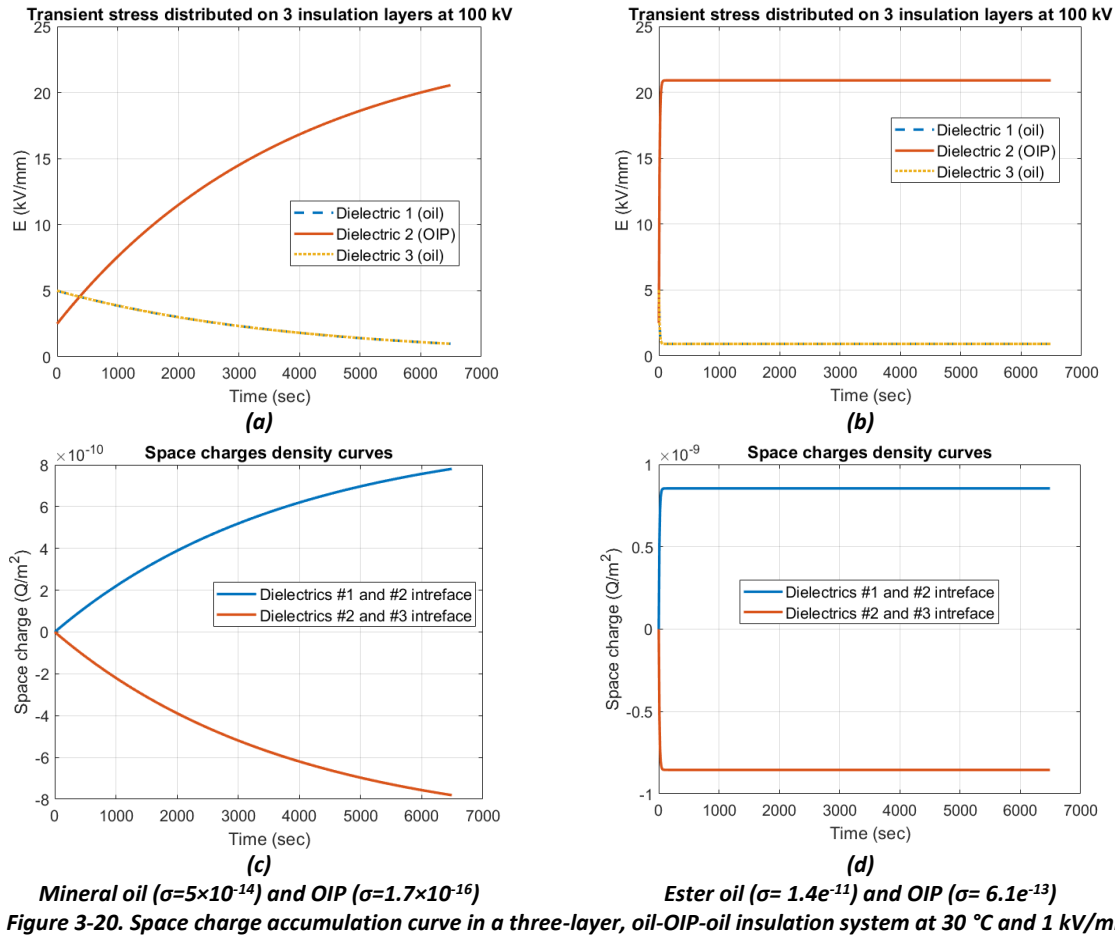 Transient stress distributed on 3 insulation layers at 100 kV
25
20
15
10
5
0
E (kV/mm)
Dielectric 1 (oil)
Dielectric 2 (OIP)
Dielectric 3 (oil)
0 1000 2000 3000 4000 5000 6000 7000
Time (sec)
(a)
Transient stress distributed on 3 insulation layers at 100 kV
25
20
15
10
5
0
E (kV/mm)
Dielectric 1 (oil)
Dielectric 2 (OIP)
Dielectric 3 (oil)
0 1000 2000 3000 4000 5000 6000 7000
Time (sec)
(b)
×10⁻¹⁰
Space charges density curves
8
6
4
2
0
-2
-4
-6
-8
Space charge (Q/m²)
Dielectrics #1 and #2 intreface
Dielectrics #2 and #3 intreface
0 1000 2000 3000 4000 5000 6000 7000
Time (sec)
(c)
×10⁻⁹
Space charges density curves
1
0.5
0
-0.5
-1
Space charge (Q/m²)
Dielectrics #1 and #2 intreface
Dielectrics #2 and #3 intreface
0 1000 2000 3000 4000 5000 6000 7000
Time (sec)
(d)
Mineral oil (σ=5×10⁻¹⁴) and OIP (σ=1.7×10⁻¹⁶)
Ester oil (σ= 1.4e⁻¹¹) and OIP (σ= 6.1e⁻¹³)
Figure 3-20. Space charge accumulation curve in a three-layer, oil-OIP-oil insulation system at 30 °C and 1 kV/m